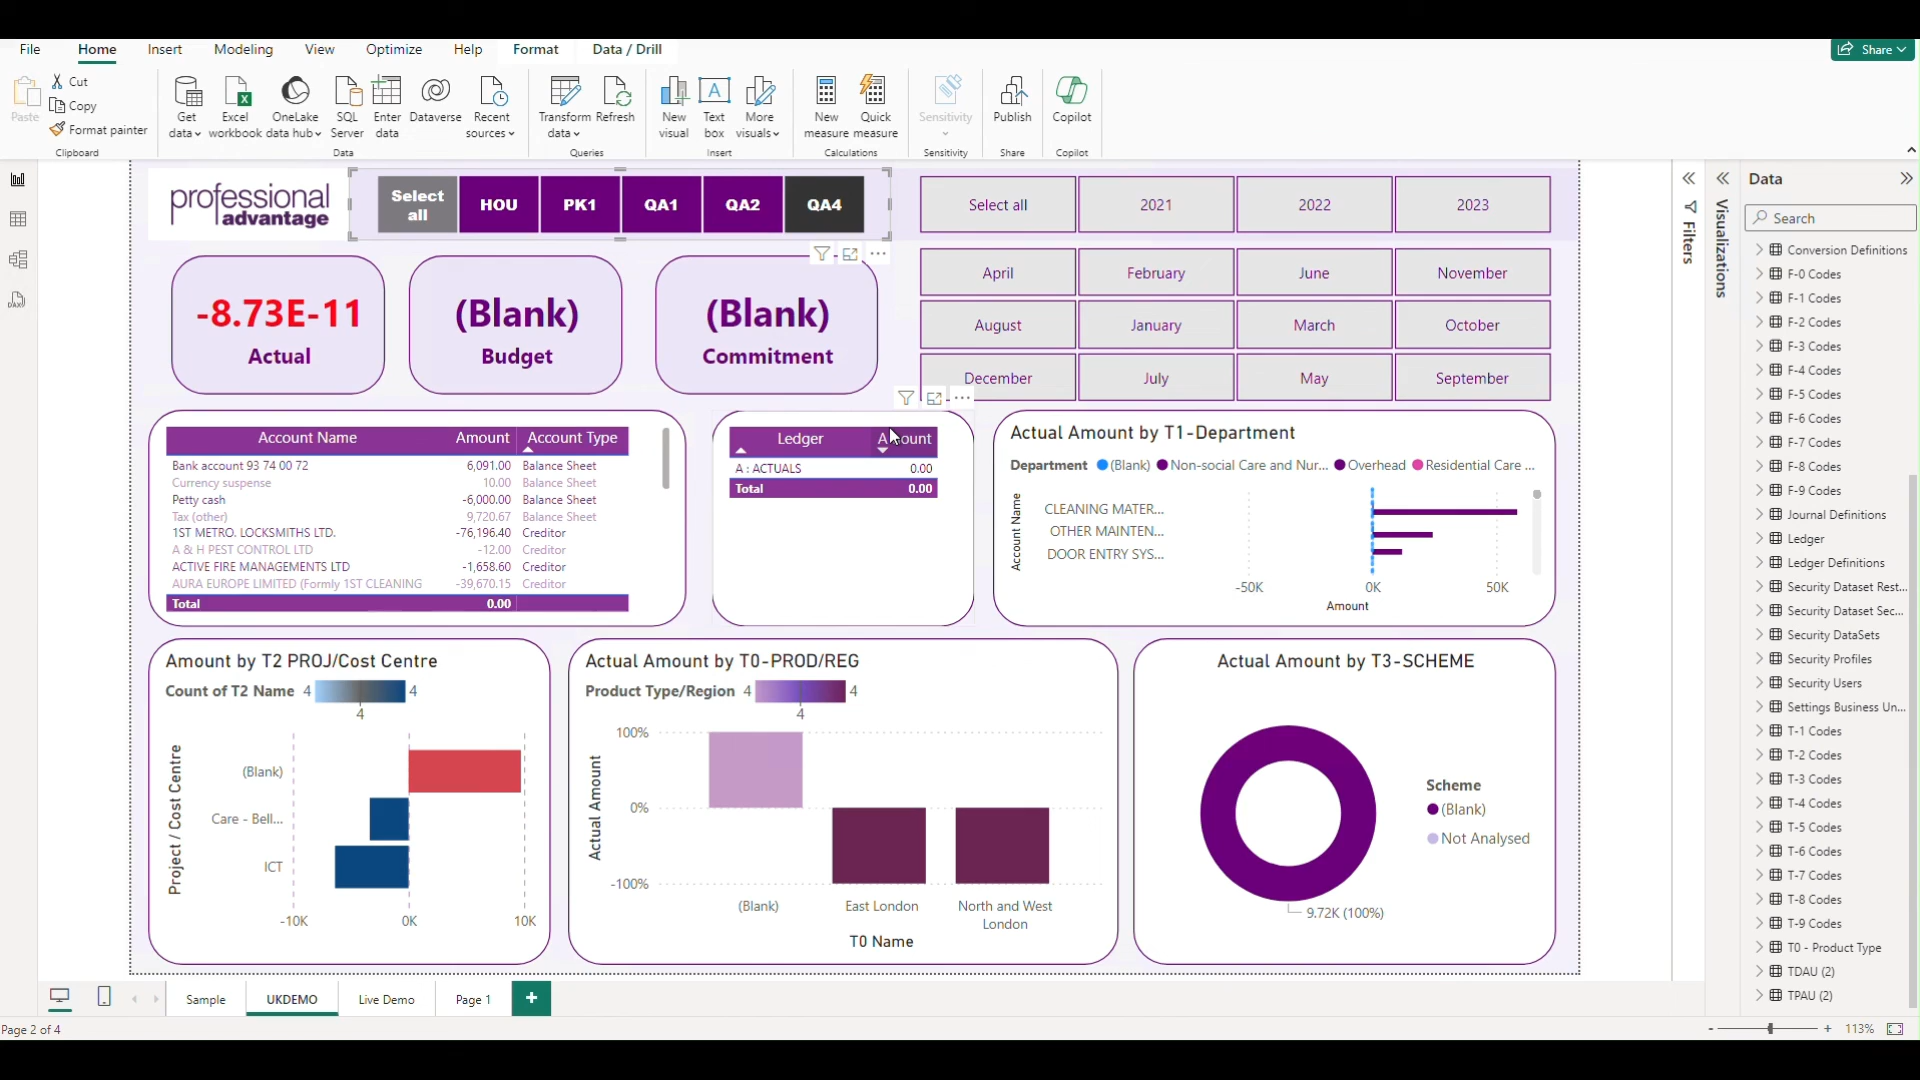 File Home Insert Modeling View Optimize Help Format Data / Drill Share
Paste
Cut
Copy
Format painter
Clipboard
Get data
Excel workbook
OneLake data hub
SQL Server
Enter data
Dataverse
Recent sources
Data
Transform data
Refresh
Queries
New visual
Text box
More visuals
Insert
New measure
Quick measure
Calculations
Sensitivity
Sensitivity
Publish
Share
Copilot
Copilot
professional
advantage
Select all HOU PK1 QA1 QA2 QA4
Select all 2021 2022 2023
April February June November
August January March October
December July May September
-8.73E-11
Actual
(Blank)
Budget
(Blank)
Commitment
Account Name Amount Account Type
Bank account 93 74 00 72 6,091.00 Balance Sheet
Currency suspense 10.00 Balance Sheet
Petty cash -6,000.00 Balance Sheet
Tax (other) 9,720.67 Balance Sheet
1ST METRO. LOCKSMITHS LTD. -76,196.40 Creditor
A & H PEST CONTROL LTD -12.00 Creditor
ACTIVE FIRE MANAGEMENTS LTD -1,658.60 Creditor
AURA EUROPE LIMITED (Formly 1ST CLEANING -39,670.15 Creditor
Total 0.00
Ledger Amount
A : ACTUALS 0.00
Total 0.00
Actual Amount by T1-Department
Department (Blank) Non-social Care and Nur... Overhead Residential Care ...
Account Name
CLEANING MATER...
OTHER MAINTEN...
DOOR ENTRY SYS...
-50K 0K 50K
Amount
Amount by T2 PROJ/Cost Centre
Count of T2 Name 4 4
4
Project / Cost Centre
(Blank)
Care - Bell...
ICT
-10K 0K 10K
Actual Amount by T0-PROD/REG
Product Type/Region 4 4
4
Actual Amount
100%
0%
-100%
(Blank) East London North and West London
T0 Name
Actual Amount by T3-SCHEME
Scheme
(Blank)
Not Analysed
9.72K (100%)
Filters
Visualizations
Data
Search
Conversion Definitions
F-0 Codes
F-1 Codes
F-2 Codes
F-3 Codes
F-4 Codes
F-5 Codes
F-6 Codes
F-7 Codes
F-8 Codes
F-9 Codes
Journal Definitions
Ledger
Ledger Definitions
Security Dataset Rest...
Security Dataset Sec...
Security DataSets
Security Profiles
Security Users
Settings Business Un...
T-1 Codes
T-2 Codes
T-3 Codes
T-4 Codes
T-5 Codes
T-6 Codes
T-7 Codes
T-8 Codes
T-9 Codes
T0 - Product Type
TDAU (2)
TPAU (2)
Sample UKDEMO Live Demo Page 1 +
Page 2 of 4
- + 113%